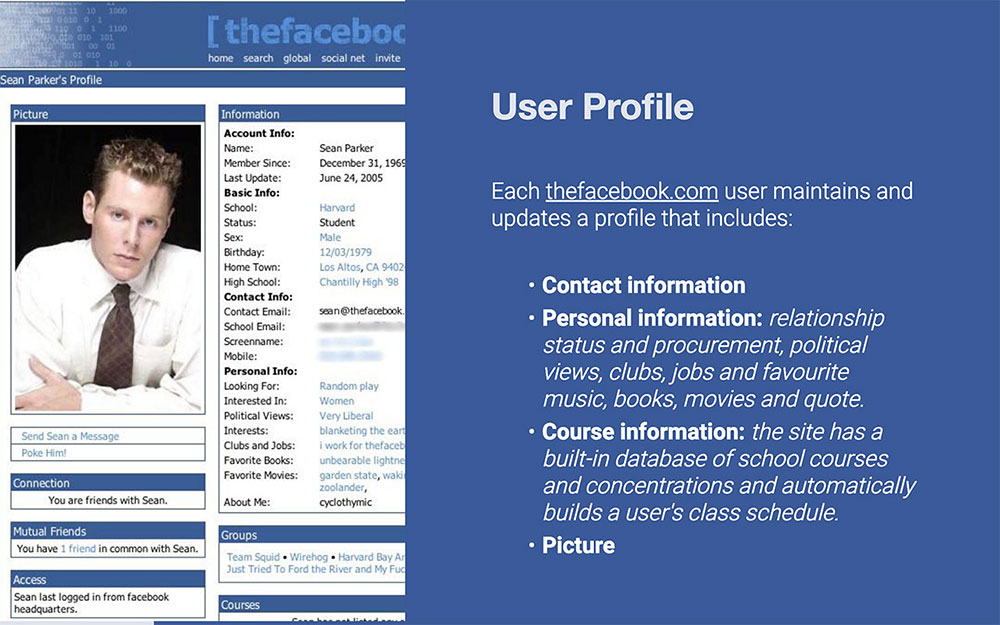 [ thefaceboo
home search global social net invite
Sean Parker's Profile
Picture
Send Sean a Message
Poke Him!
Connection
You are friends with Sean.
Mutual Friends
You have 1 friend in common with Sean.
Access
Sean last logged in from facebook
headquarters.
Information
Account Info:
Name: Sean Parker
Member Since: December 31, 1969
Last Update: June 24, 2005
Basic Info:
School: Harvard
Status: Student
Sex: Male
Birthday: 12/03/1979
Home Town: Los Altos, CA 9402
High School: Chantilly High '98
Contact Info:
Contact Email: sean@thefacebook.
School Email:
Screenname:
Mobile:
Personal Info:
Looking For: Random play
Interested In: Women
Political Views: Very Liberal
Interests: blanketing the eart
Clubs and Jobs: i work for thefaceb
Favorite Books: unbearable lightne
Favorite Movies: garden state, waki
zoolander,
About Me: cyclothymic
Groups
Team Squid • Wirehog • Harvard Bay Ar
Just Tried To Ford the River and My Fuc
Courses
User Profile
Each thefacebook.com user maintains and
updates a profile that includes:
• Contact information
• Personal information: relationship
status and procurement, political
views, clubs, jobs and favourite
music, books, movies and quote.
• Course information: the site has a
built-in database of school courses
and concentrations and automatically
builds a user's class schedule.
• Picture